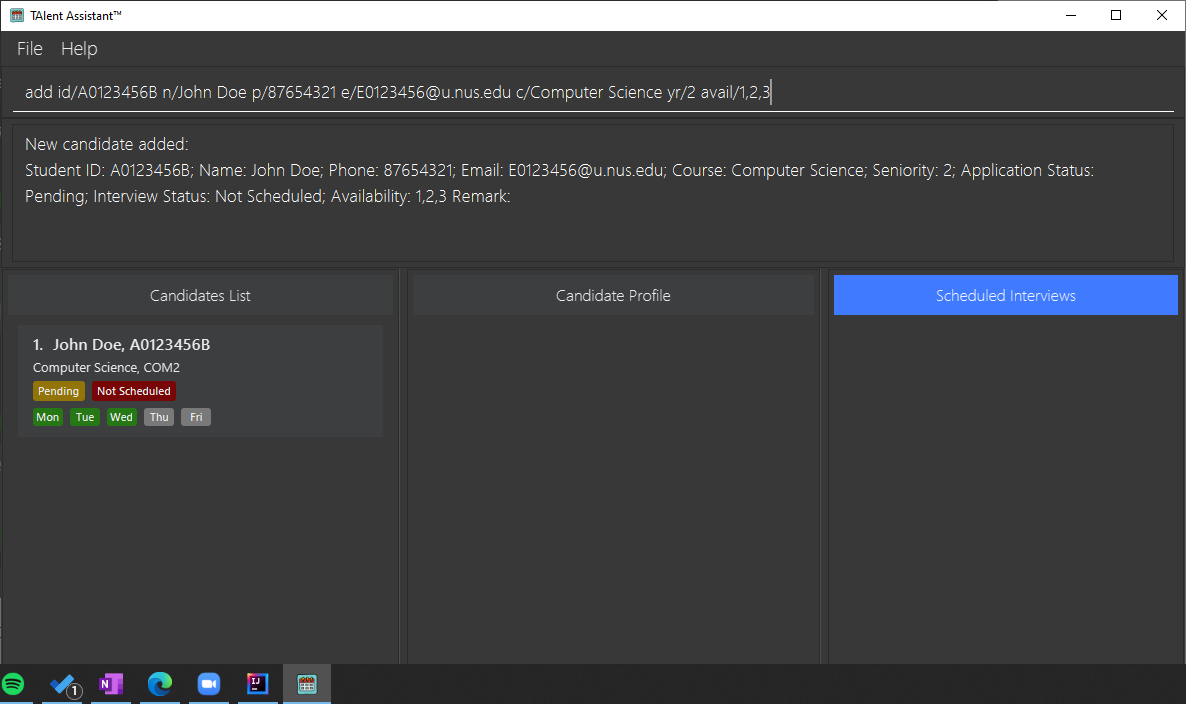 TAlent Assistant™
File Help
add id/A0123456B n/John Doe p/87654321 e/E0123456@u.nus.edu c/Computer Science yr/2 avail/1,2,3
New candidate added:
Student ID: A0123456B; Name: John Doe; Phone: 87654321; Email: E0123456@u.nus.edu; Course: Computer Science; Seniority: 2; Application Status:
Pending; Interview Status: Not Scheduled; Availability: 1,2,3 Remark:
Candidates List
Candidate Profile
Scheduled Interviews
1. John Doe, A0123456B
Computer Science, COM2
Pending Not Scheduled
Mon Tue Wed Thu Fri
1
N
IJ